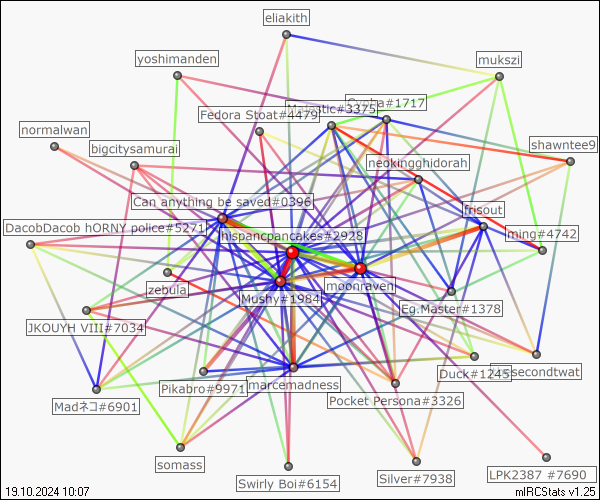 eliakith
yoshimanden
mukszi
Fedora Stoat#4479
Majestic#3375
#1717
normalwan
bigcitysamurai
shawntee9
neokingghidorah
Can anything be saved#0396
frisout
DacobDacob hORNY police#5271
hispancpancakes#2928
ming#4742
zebula
Mushy#1984
moonraven
Eg.Master#1378
JKOUYH VIII#7034
Duck#1245
secondtwat
Pikabro#9971
marcemadness
Madネコ#6901
Pocket Persona#3326
somass
Swirly Boi#6154
Silver#7938
LPK2387 #7690
19.10.2024 10:07
mIRCStats v1.25